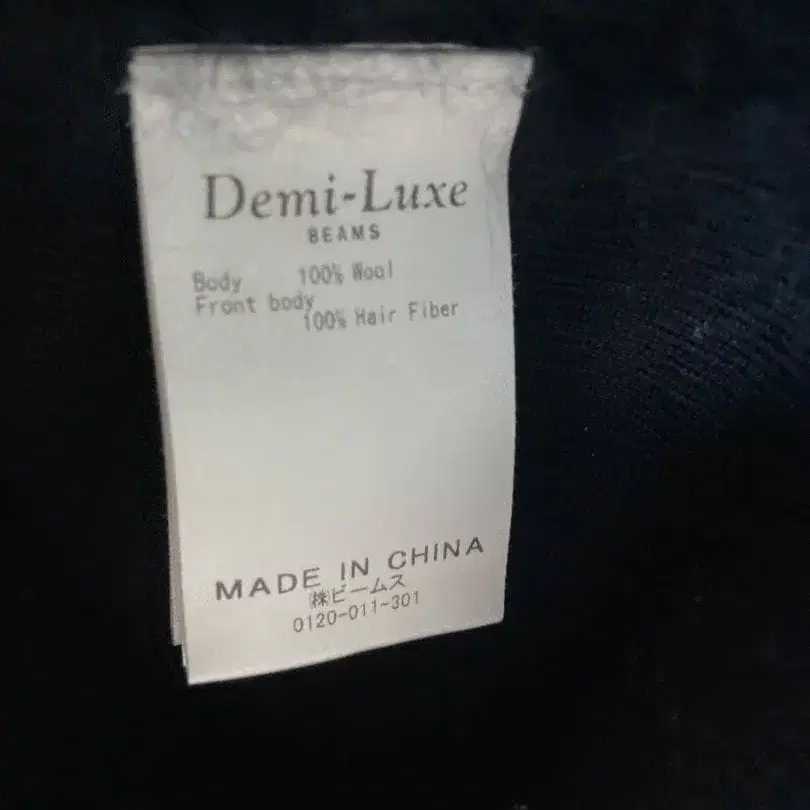 Demi-Luxe
BEAMS
Body 100% Wool
Front body
100% Hair Fiber
MADE IN CHINA
㈱ビームス
0120-011-301